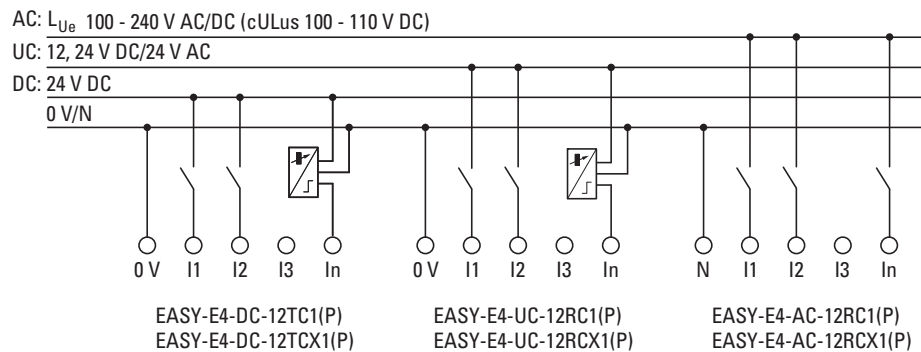 AC: LUe 100 - 240 V AC/DC (cULus 100 - 110 V DC)
UC: 12, 24 V DC/24 V AC
DC: 24 V DC
0 V/N
0 V I1 I2 I3 In 0 V I1 I2 I3 In N I1 I2 I3 In
EASY-E4-DC-12TC1(P) EASY-E4-UC-12RC1(P) EASY-E4-AC-12RC1(P)
EASY-E4-DC-12TCX1(P) EASY-E4-UC-12RCX1(P) EASY-E4-AC-12RCX1(P)